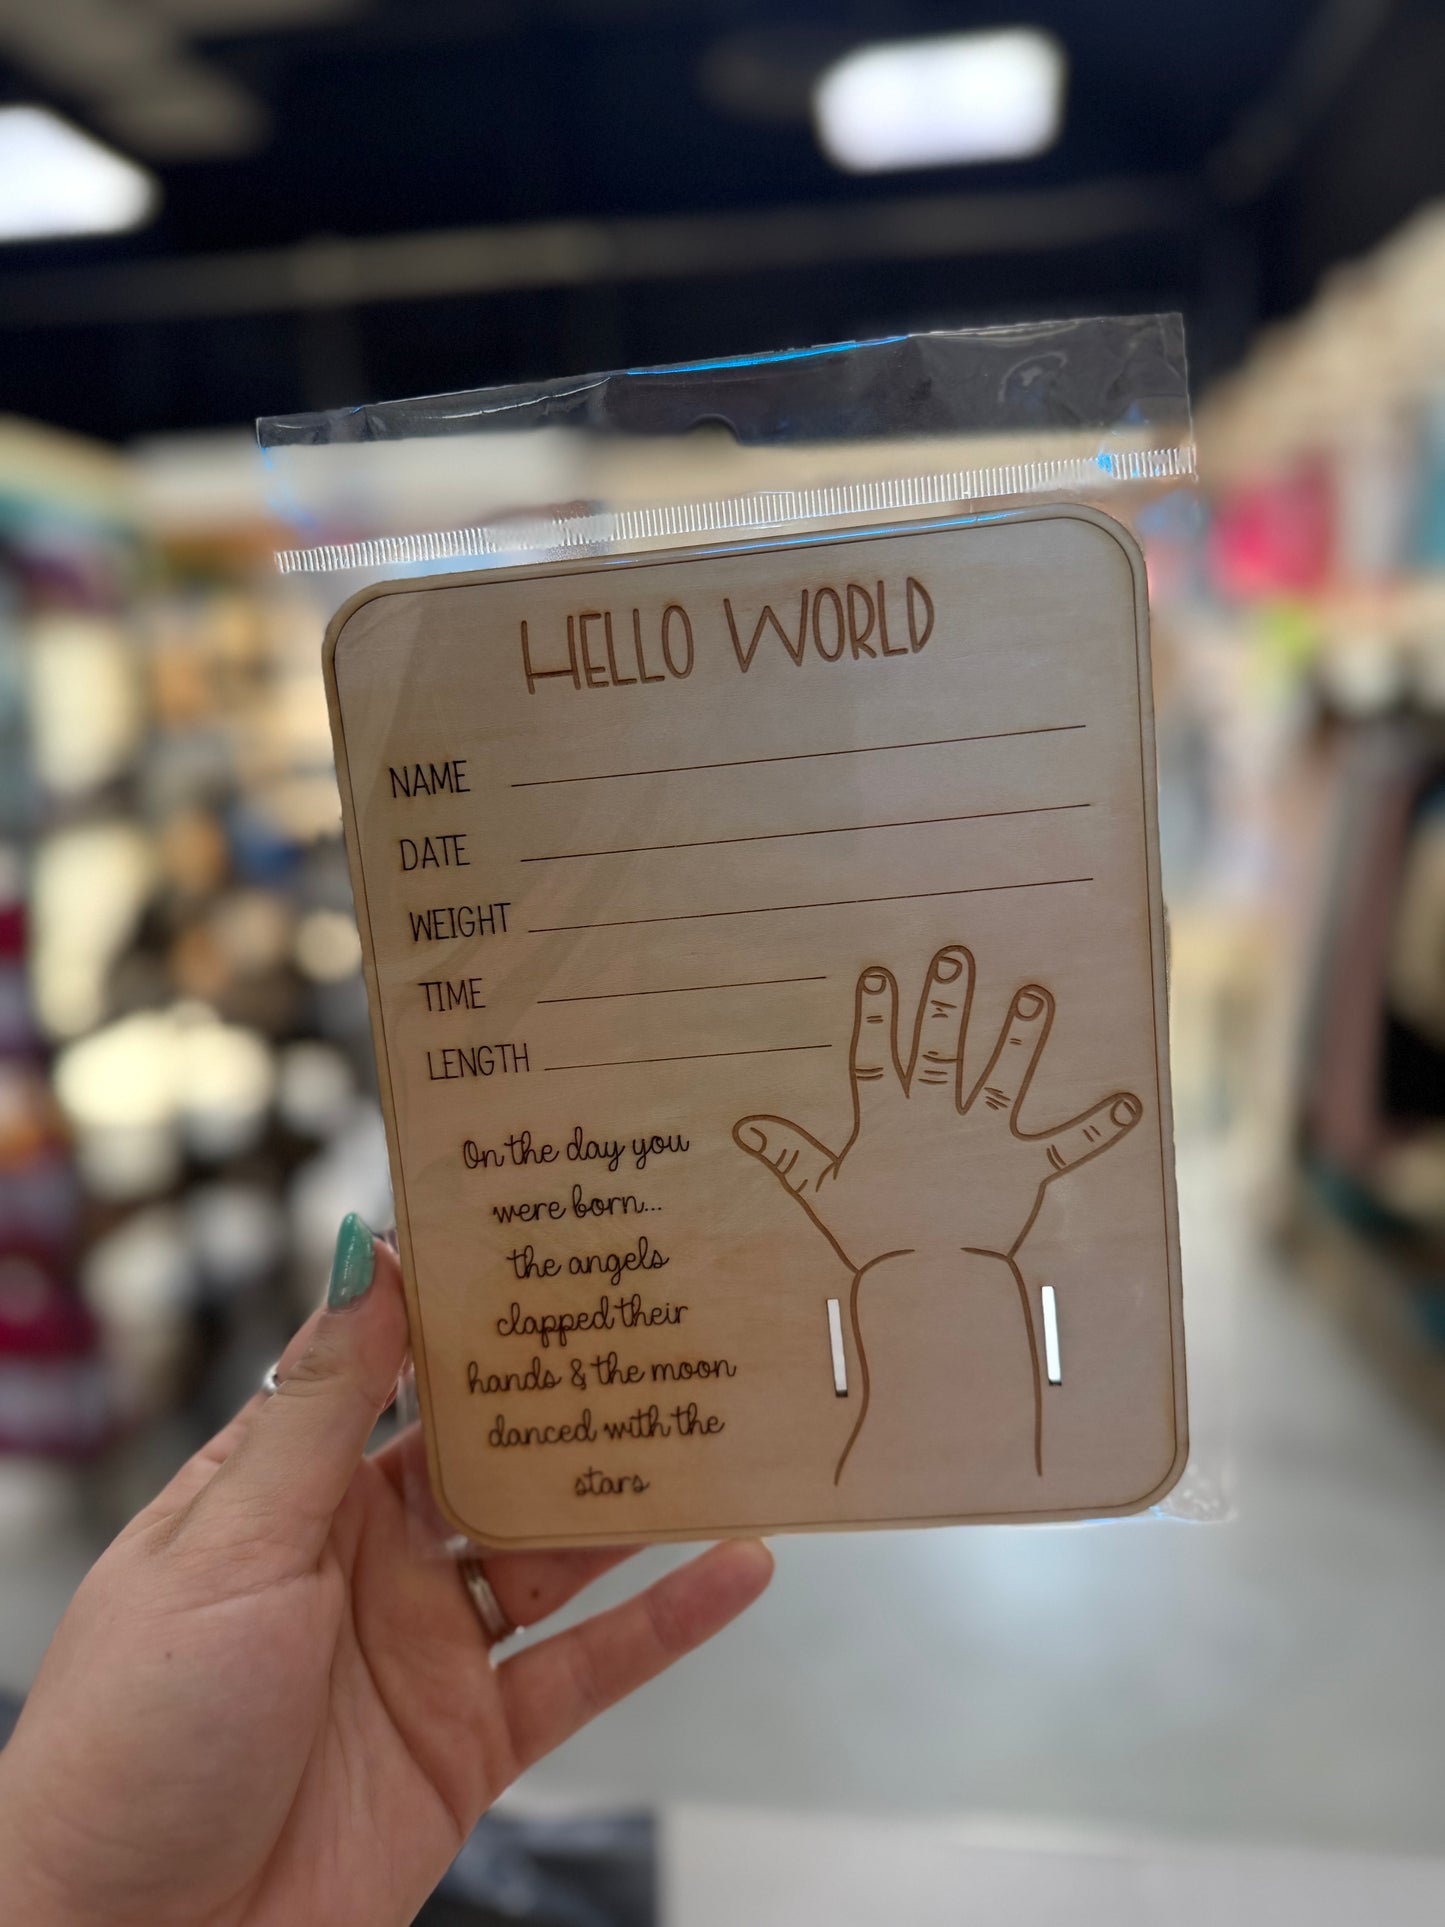 HELLO WORLD
NAME
DATE
WEIGHT
TIME
LENGTH
On the day you
were born...
the angels
clapped their
hands & the moon
danced with the
stars